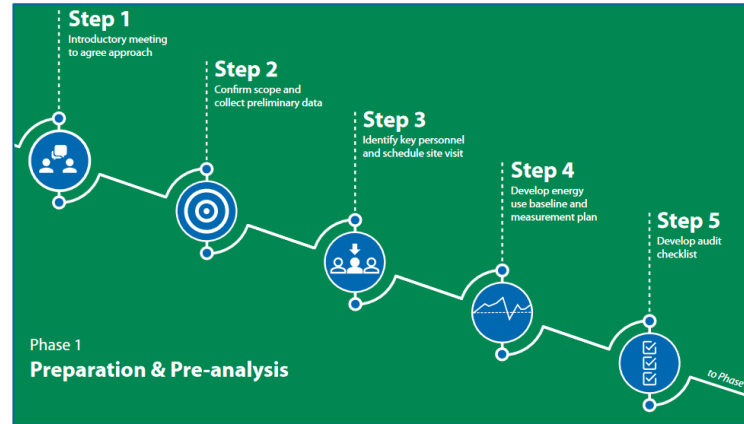 Step 1
Introductory meeting
to agree approach
Step 2
Confirm scope and
collect preliminary data
Step 3
Identify key personnel
and schedule site visit
Step 4
Develop energy
use baseline and
measurement plan
Step 5
Develop audit
checklist
Phase 1
Preparation & Pre-analysis
to Phase